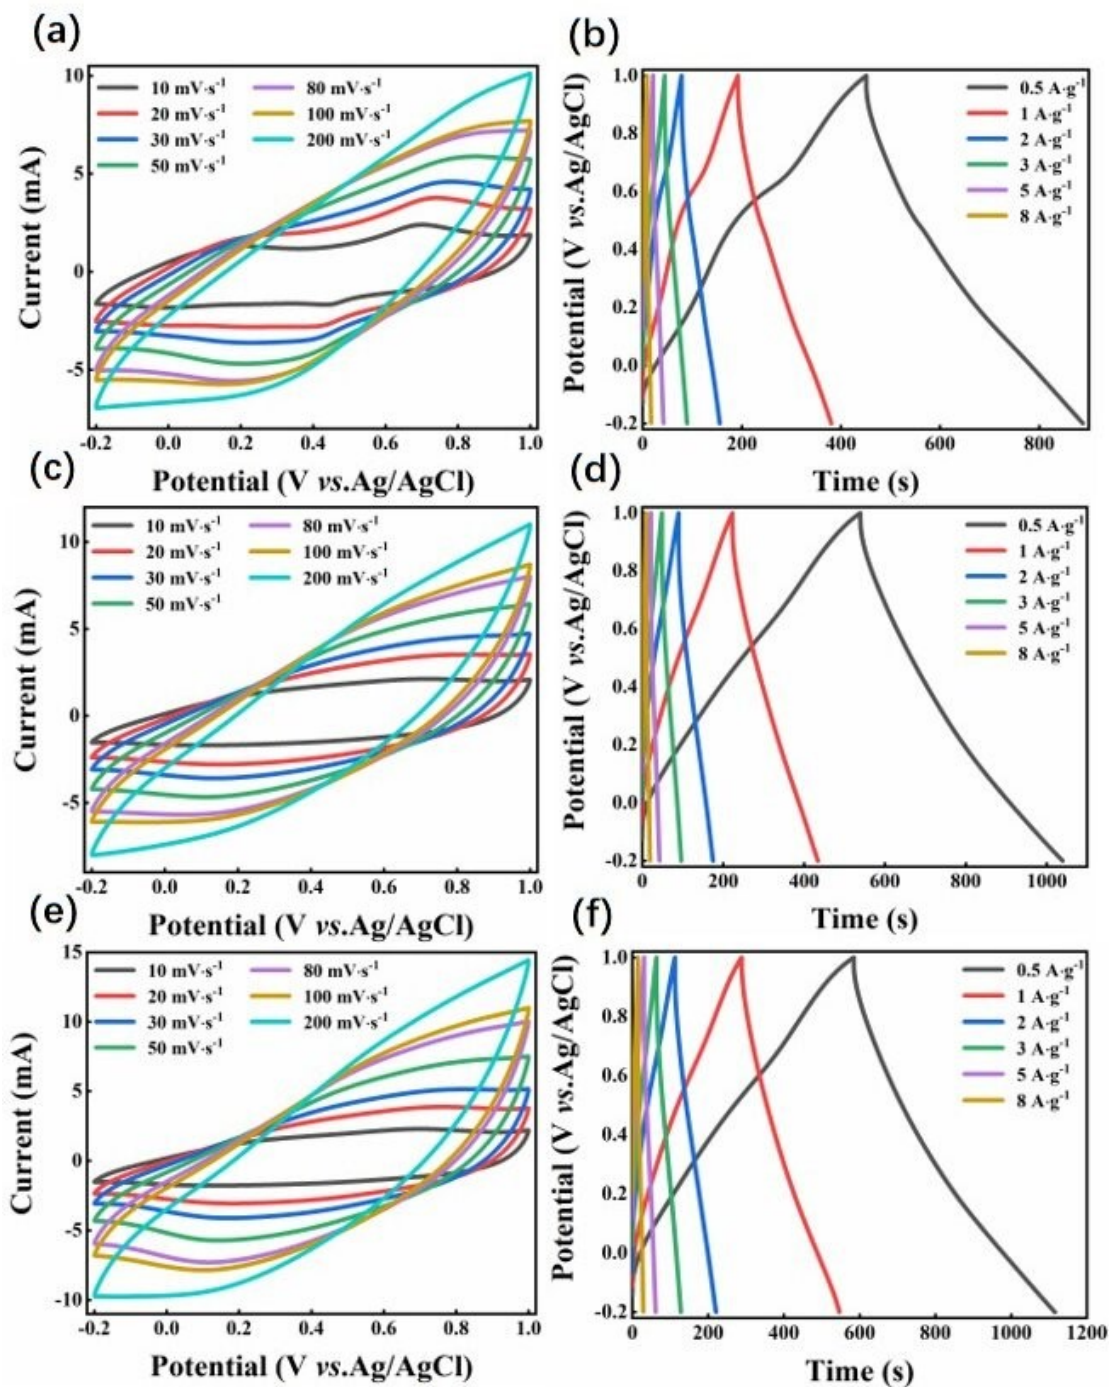 (a)
10 mV·s⁻¹
20 mV·s⁻¹
30 mV·s⁻¹
50 mV·s⁻¹
80 mV·s⁻¹
100 mV·s⁻¹
200 mV·s⁻¹
10
5
0
-5
Current (mA)
-0.2 0.0 0.2 0.4 0.6 0.8 1.0
Potential (V vs.Ag/AgCl)
(b)
0.5 A·g⁻¹
1 A·g⁻¹
2 A·g⁻¹
3 A·g⁻¹
5 A·g⁻¹
8 A·g⁻¹
1.0
0.8
0.6
0.4
0.2
0.0
-0.2
Potential (V vs.Ag/AgCl)
0 200 400 600 800
Time (s)
(c)
10 mV·s⁻¹
20 mV·s⁻¹
30 mV·s⁻¹
50 mV·s⁻¹
80 mV·s⁻¹
100 mV·s⁻¹
200 mV·s⁻¹
10
5
0
-5
Current (mA)
-0.2 0.0 0.2 0.4 0.6 0.8 1.0
Potential (V vs.Ag/AgCl)
(d)
0.5 A·g⁻¹
1 A·g⁻¹
2 A·g⁻¹
3 A·g⁻¹
5 A·g⁻¹
8 A·g⁻¹
1.0
0.8
0.6
0.4
0.2
0.0
-0.2
Potential (V vs.Ag/AgCl)
0 200 400 600 800 1000
Time (s)
(e)
10 mV·s⁻¹
20 mV·s⁻¹
30 mV·s⁻¹
50 mV·s⁻¹
80 mV·s⁻¹
100 mV·s⁻¹
200 mV·s⁻¹
15
10
5
0
-5
-10
Current (mA)
-0.2 0.0 0.2 0.4 0.6 0.8 1.0
Potential (V vs.Ag/AgCl)
(f)
0.5 A·g⁻¹
1 A·g⁻¹
2 A·g⁻¹
3 A·g⁻¹
5 A·g⁻¹
8 A·g⁻¹
1.0
0.8
0.6
0.4
0.2
0.0
-0.2
Potential (V vs.Ag/AgCl)
0 200 400 600 800 1000 1200
Time (s)